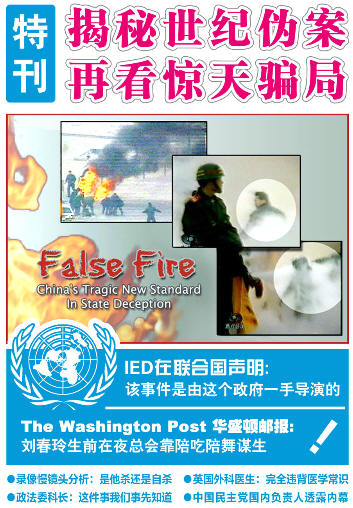 特刊
揭秘世纪伪案
再看惊天骗局
False Fire
China's Tragic New Standard
In State Deception
IED在联合国声明:
该事件是由这个政府一手导演的
The Washington Post 华盛顿邮报:
刘春玲生前在夜总会靠陪吃陪舞谋生
!
●录像慢镜头分析: 是他杀还是自杀
●英国外科医生: 完全违背医学常识
●政法委科长: 这件事我们事先知道
●中国民主党国内负责人透露内幕